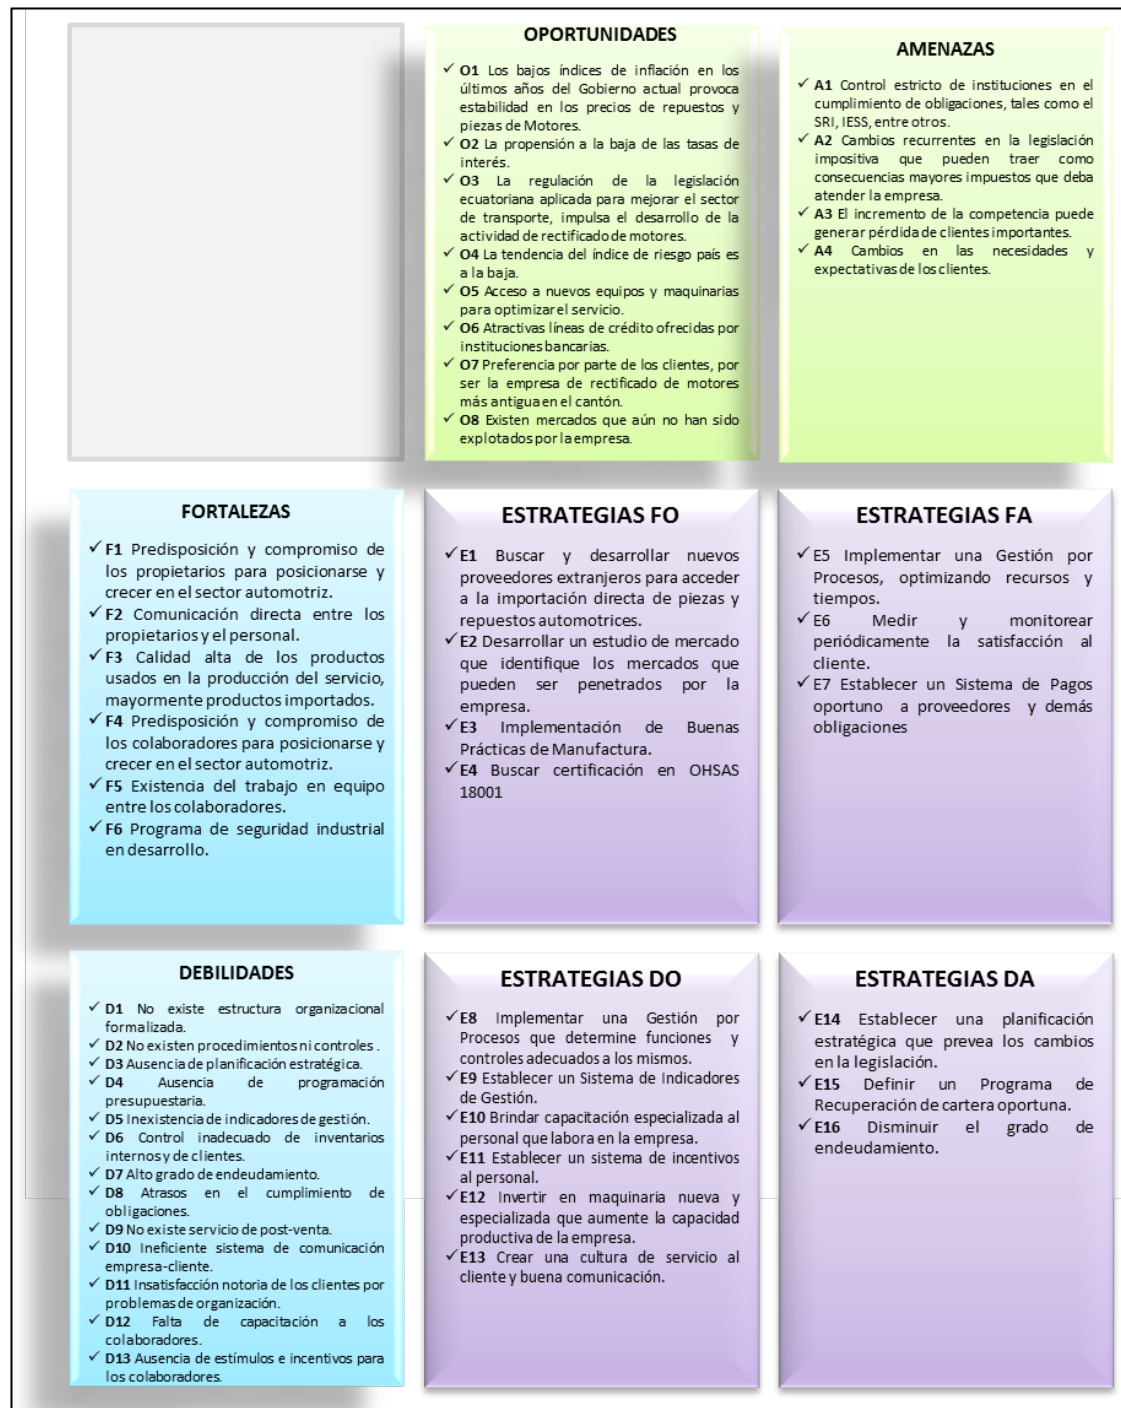 OPORTUNIDADES
✓ O1 Los bajos índices de inflación en los
últimos años del Gobierno actual provoca
estabilidad en los precios de repuestos y
piezas de Motores.
✓ O2 La propensión a la baja de las tasas de
interés.
✓ O3 La regulación de la legislación
ecuatoriana aplicada para mejorar el sector
de transporte, impulsa el desarrollo de la
actividad de rectificado de motores.
✓ O4 La tendencia del índice de riesgo país es
a la baja.
✓ O5 Acceso a nuevos equipos y maquinarias
para optimizar el servicio.
✓ O6 Atractivas líneas de crédito ofrecidas por
instituciones bancarias.
✓ O7 Preferencia por parte de los clientes, por
ser la empresa de rectificado de motores
más antigua en el cantón.
✓ O8 Existen mercados que aún no han sido
explotados por la empresa.
AMENAZAS
✓ A1 Control estricto de instituciones en el
cumplimiento de obligaciones, tales como el
SRI, IESS, entre otros.
✓ A2 Cambios recurrentes en la legislación
impositiva que pueden traer como
consecuencias mayores impuestos que deba
atender la empresa.
✓ A3 El incremento de la competencia puede
generar pérdida de clientes importantes.
✓ A4 Cambios en las necesidades y
expectativas de los clientes.
FORTALEZAS
✓ F1 Predisposición y compromiso de
los propietarios para posicionarse y
crecer en el sector automotriz.
✓ F2 Comunicación directa entre los
propietarios y el personal.
✓ F3 Calidad alta de los productos
usados en la producción del servicio,
mayormente productos importados.
✓ F4 Predisposición y compromiso de
los colaboradores para posicionarse y
crecer en el sector automotriz.
✓ F5 Existencia del trabajo en equipo
entre los colaboradores.
✓ F6 Programa de seguridad industrial
en desarrollo.
ESTRATEGIAS FO
✓ E1 Buscar y desarrollar nuevos
proveedores extranjeros para acceder
a la importación directa de piezas y
repuestos automotrices.
✓ E2 Desarrollar un estudio de mercado
que identifique los mercados que
pueden ser penetrados por la
empresa.
✓ E3 Implementación de Buenas
Prácticas de Manufactura.
✓ E4 Buscar certificación en OHSAS
18001
ESTRATEGIAS FA
✓ E5 Implementar una Gestión por
Procesos, optimizando recursos y
tiempos.
✓ E6 Medir y monitorear
periódicamente la satisfacción al
cliente.
✓ E7 Establecer un Sistema de Pagos
oportuno a proveedores y demás
obligaciones
DEBILIDADES
✓ D1 No existe estructura organizacional
formalizada.
✓ D2 No existen procedimientos ni controles .
✓ D3 Ausencia de planificación estratégica.
✓ D4 Ausencia de programación
presupuestaria.
✓ D5 Inexistencia de indicadores de gestión.
✓ D6 Control inadecuado de inventarios
internos y de clientes.
✓ D7 Alto grado de endeudamiento.
✓ D8 Atrasos en el cumplimiento de
obligaciones.
✓ D9 No existe servicio de post-venta.
✓ D10 Ineficiente sistema de comunicación
empresa-cliente.
✓ D11 Insatisfacción notoria de los clientes por
problemas de organización.
✓ D12 Falta de capacitación a los
colaboradores.
✓ D13 Ausencia de estímulos e incentivos para
los colaboradores.
ESTRATEGIAS DO
✓ E8 Implementar una Gestión por
Procesos que determine funciones y
controles adecuados a los mismos.
✓ E9 Establecer un Sistema de Indicadores
de Gestión.
✓ E10 Brindar capacitación especializada al
personal que labora en la empresa.
✓ E11 Establecer un sistema de incentivos
al personal.
✓ E12 Invertir en maquinaria nueva y
especializada que aumente la capacidad
productiva de la empresa.
✓ E13 Crear una cultura de servicio al
cliente y buena comunicación.
ESTRATEGIAS DA
✓ E14 Establecer una planificación
estratégica que prevea los cambios
en la legislación.
✓ E15 Definir un Programa de
Recuperación de cartera oportuna.
✓ E16 Disminuir el grado de
endeudamiento.